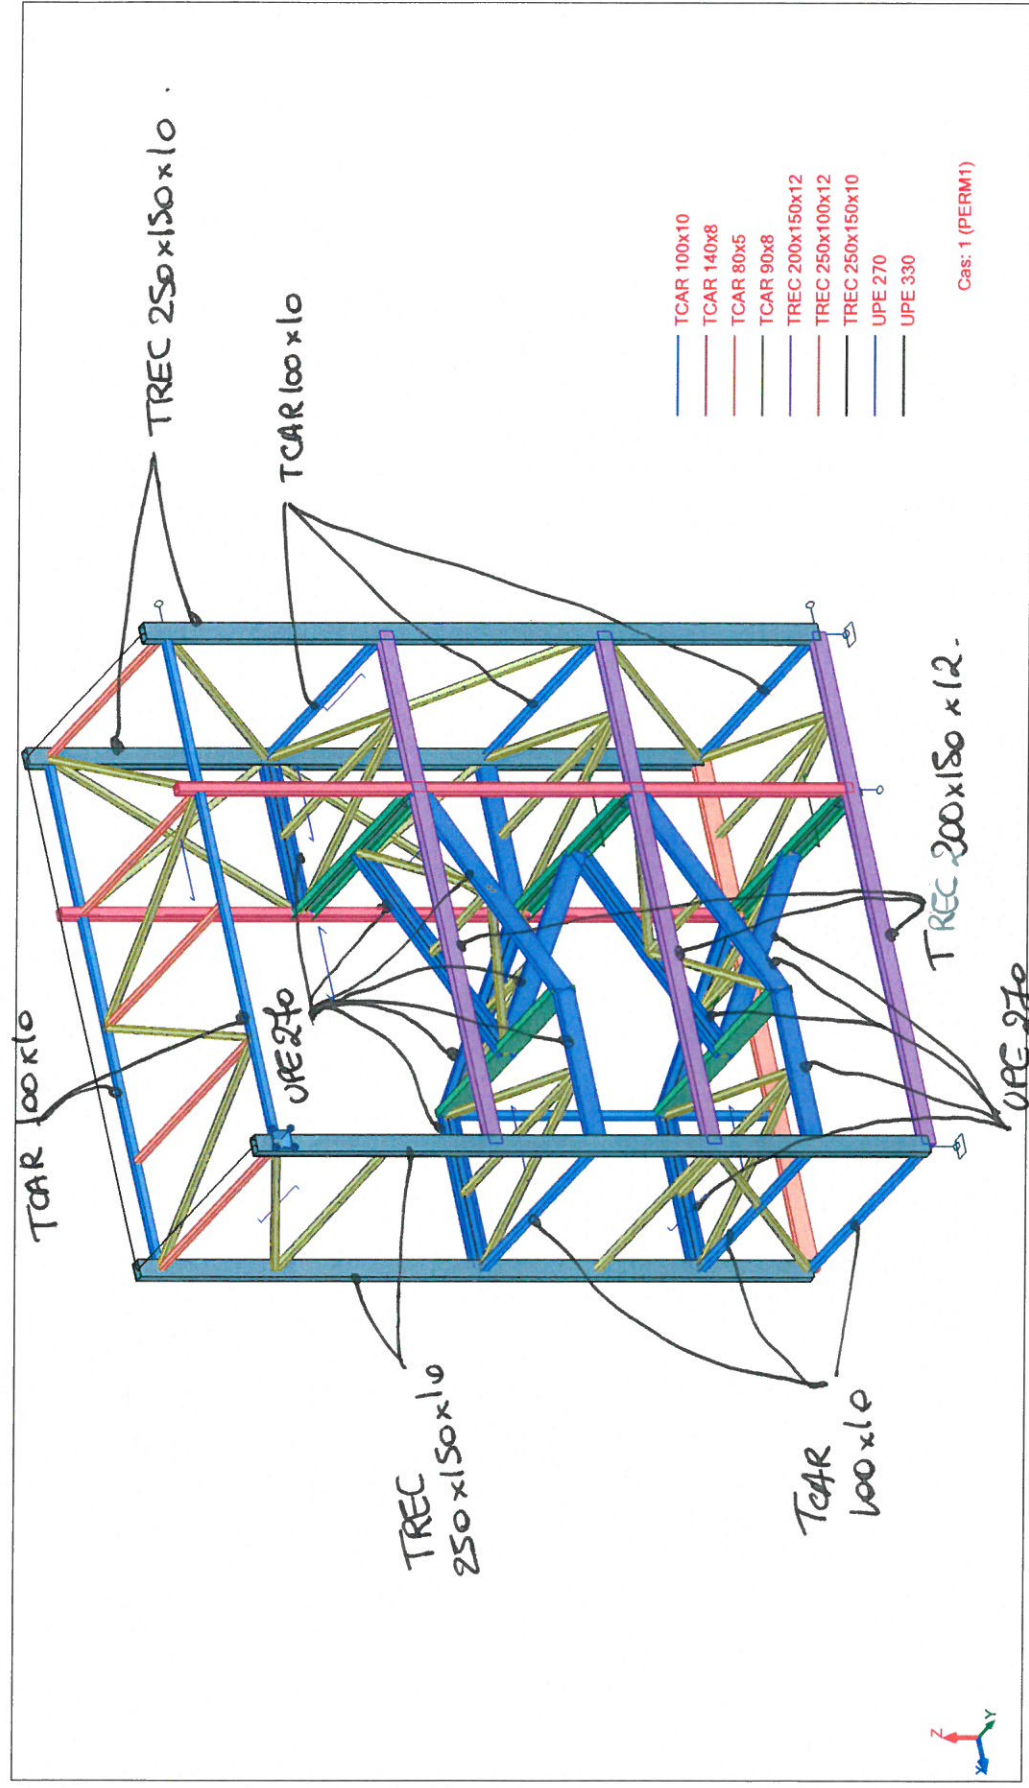 TREC 250x150x10.
TCAR 100x10
TCAR 100x10
UPE 270
TREC
250x150x10
TCAR
100x10
TREC 200x150x12.
UPE 270
TCAR 100x10
TCAR 140x8
TCAR 80x5
TCAR 90x8
TREC 200x150x12
TREC 250x100x12
TREC 250x150x10
UPE 270
UPE 330
Cas: 1 (PERM1)
Z
X
Y